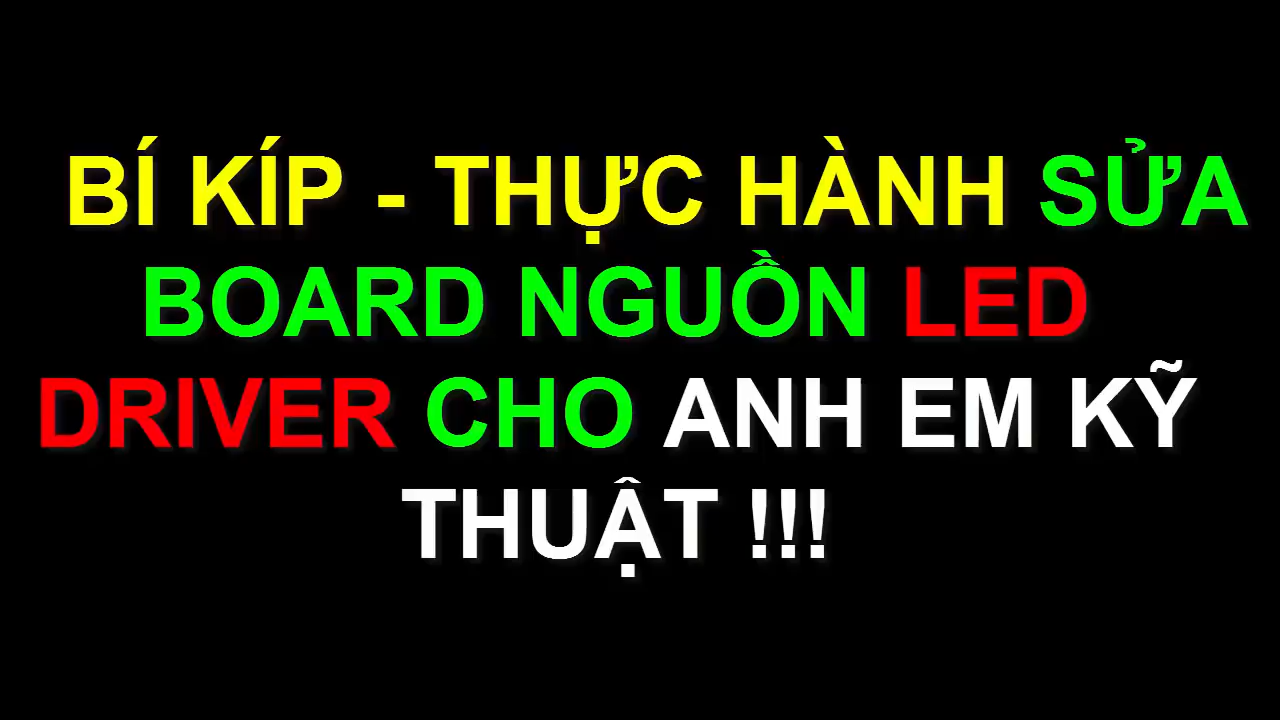 BÍ KÍP - THỰC HÀNH SỬA
BOARD NGUỒN LED
DRIVER CHO ANH EM KỸ
THUẬT !!!